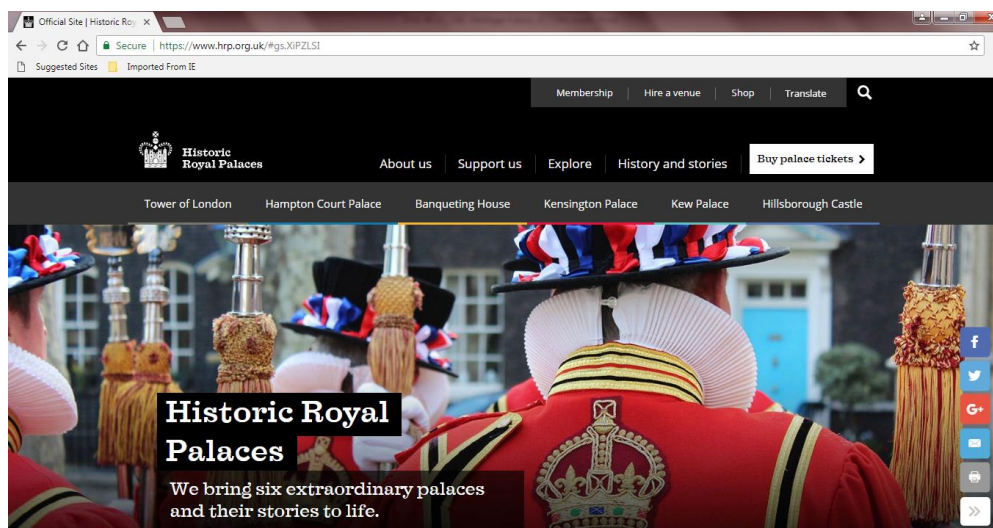 Official Site | Historic Roy
Secure | https://www.hrp.org.uk/#gs.XiPZLSI
Suggested Sites Imported From IE
Membership Hire a venue Shop Translate
Historic
Royal Palaces
About us Support us Explore History and stories Buy palace tickets
Tower of London Hampton Court Palace Banqueting House Kensington Palace Kew Palace Hillsborough Castle
f
G+
Historic Royal
Palaces
We bring six extraordinary palaces
and their stories to life.